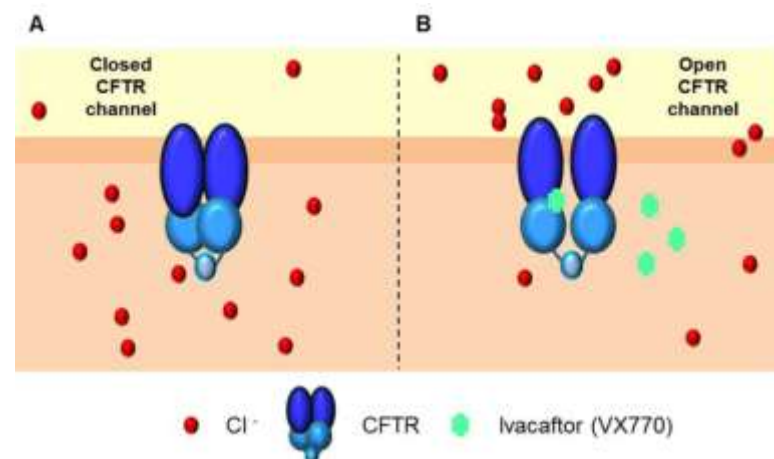 A
B
Closed
CFTR
channel
Open
CFTR
channel
Cl - CFTR Ivacaftor (VX770)